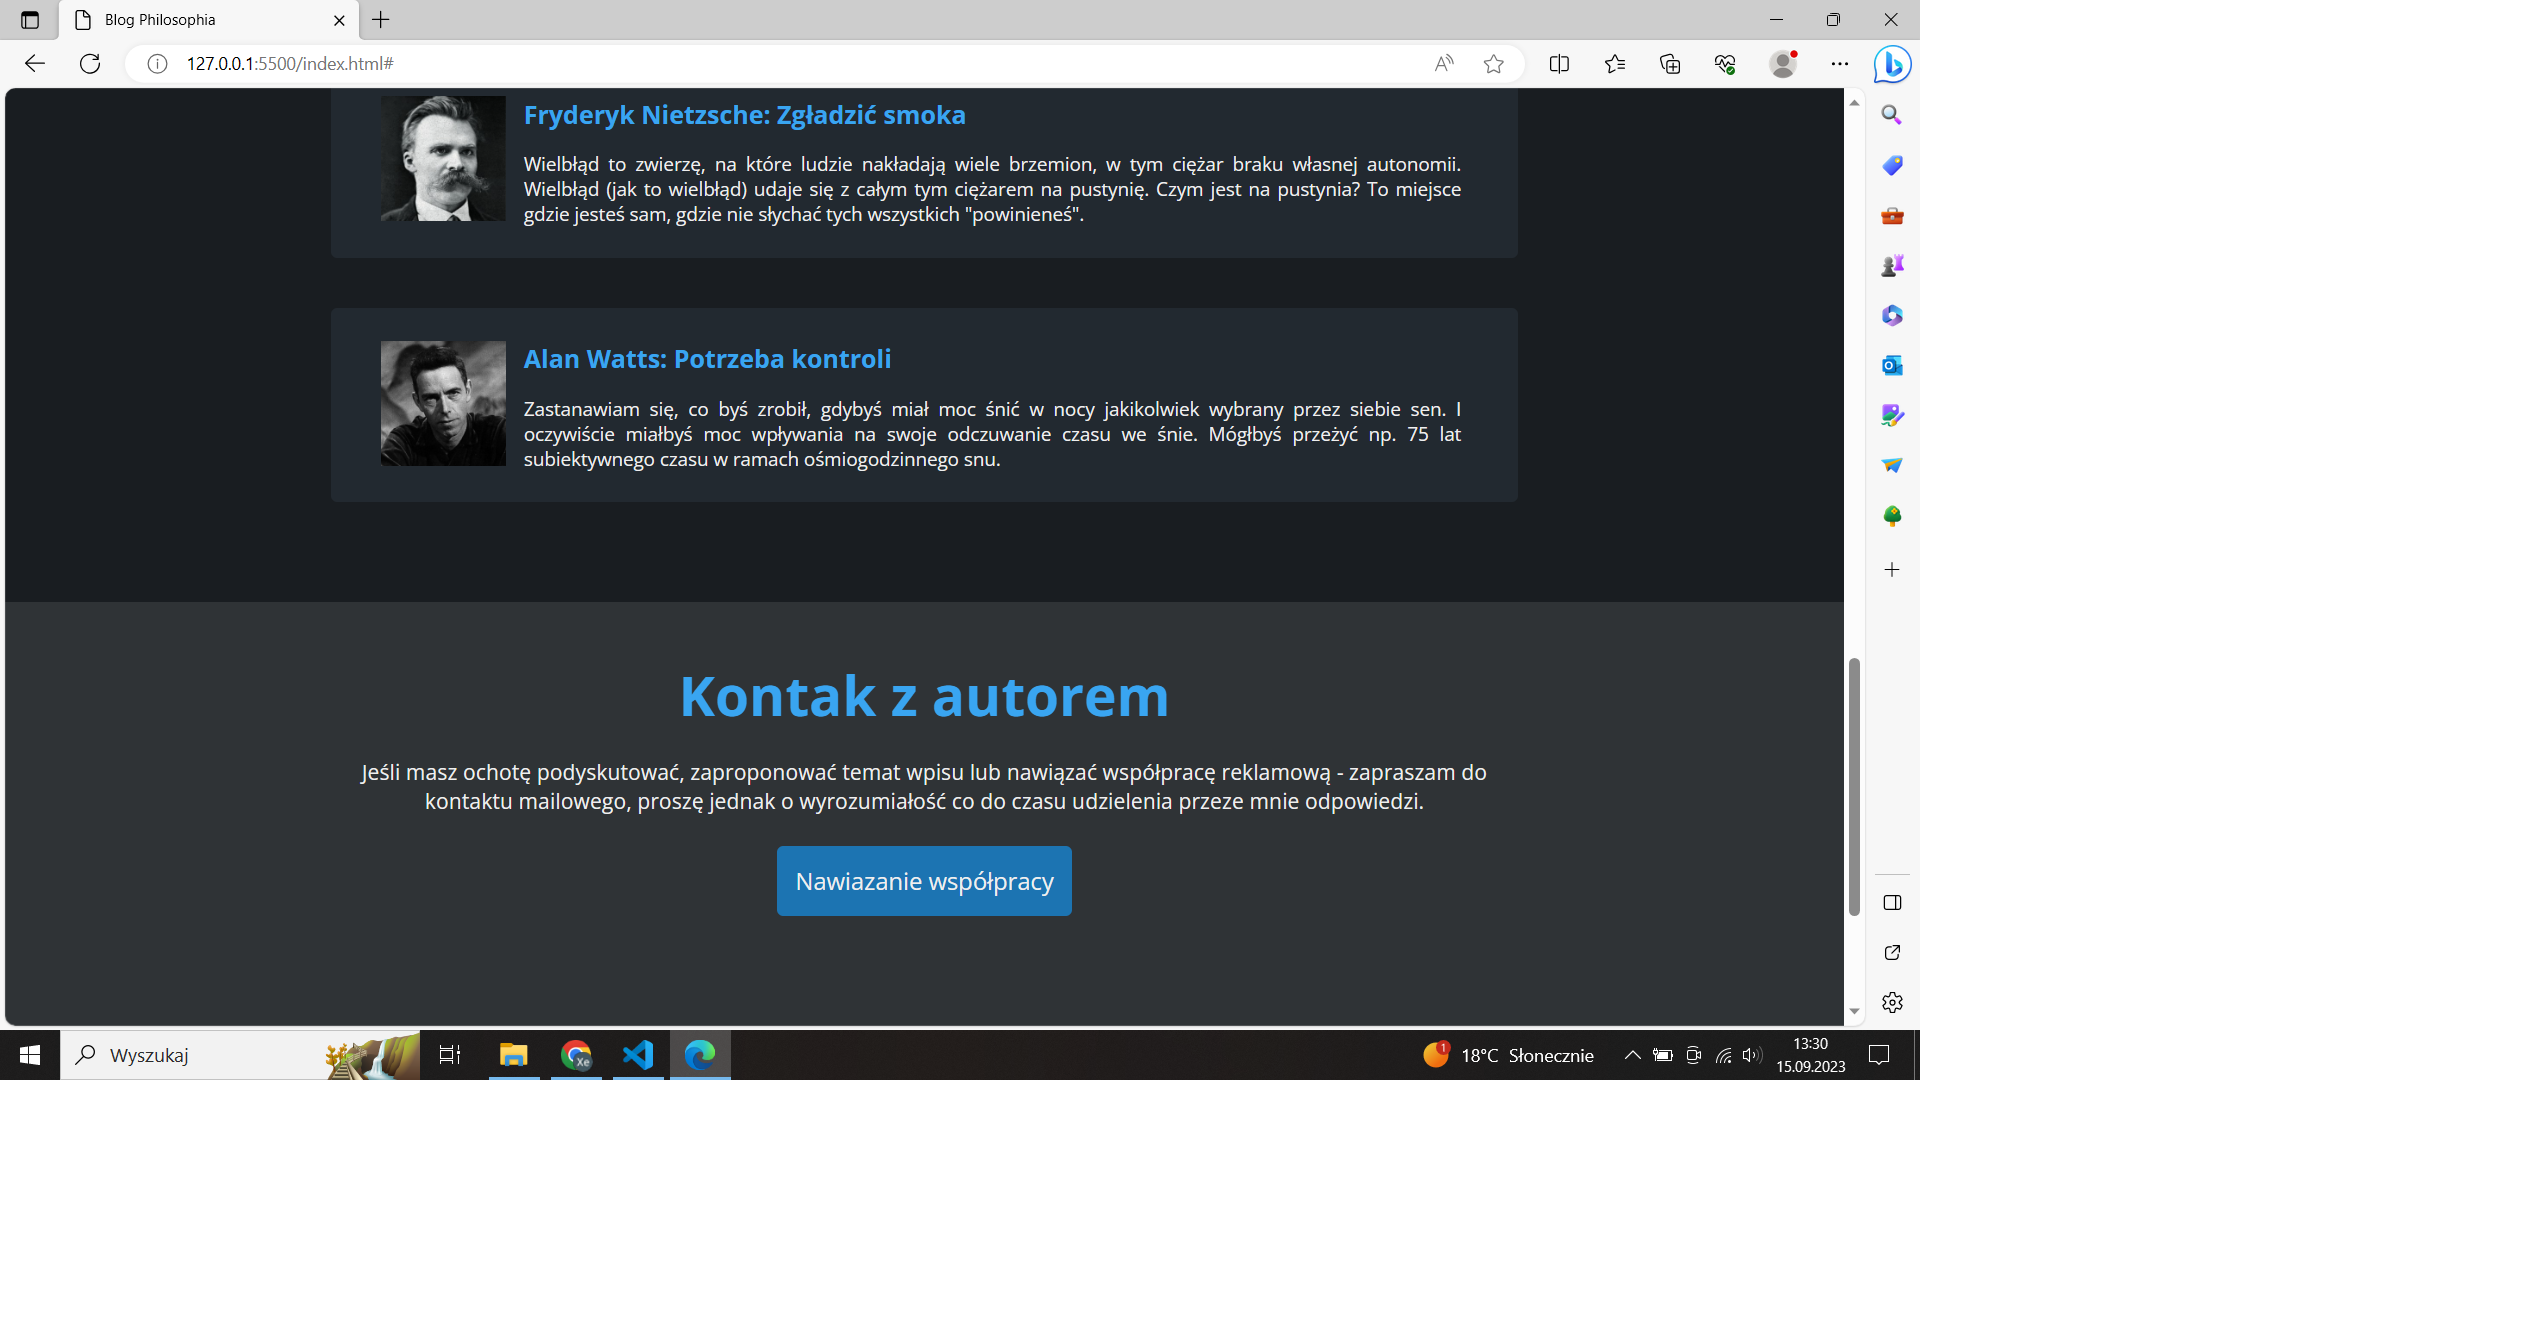 Blog Philosophia
127.0.0.1:5500/index.html#
Fryderyk Nietzsche: Zgładzić smoka
Wielbłąd to zwierzę, na które ludzie nakładają wiele brzemion, w tym ciężar braku własnej autonomii.
Wielbłąd (jak to wielbłąd) udaje się z całym tym ciężarem na pustynię. Czym jest na pustynia? To miejsce
gdzie jesteś sam, gdzie nie słychać tych wszystkich "powinieneś".
Alan Watts: Potrzeba kontroli
Zastanawiam się, co byś zrobił, gdybyś miał moc śnić w nocy jakikolwiek wybrany przez siebie sen. I
oczywiście miałbyś moc wpływania na swoje odczuwanie czasu we śnie. Mógłbyś przeżyć np. 75 lat
subiektywnego czasu w ramach ośmiogodzinnego snu.
Kontak z autorem
Jeśli masz ochotę podyskutować, zaproponować temat wpisu lub nawiązać współpracę reklamową - zapraszam do
kontaktu mailowego, proszę jednak o wyrozumiałość co do czasu udzielenia przeze mnie odpowiedzi.
Nawiazanie współpracy
Wyszukaj
Xe
1
18°C Słonecznie
13:30
15.09.2023